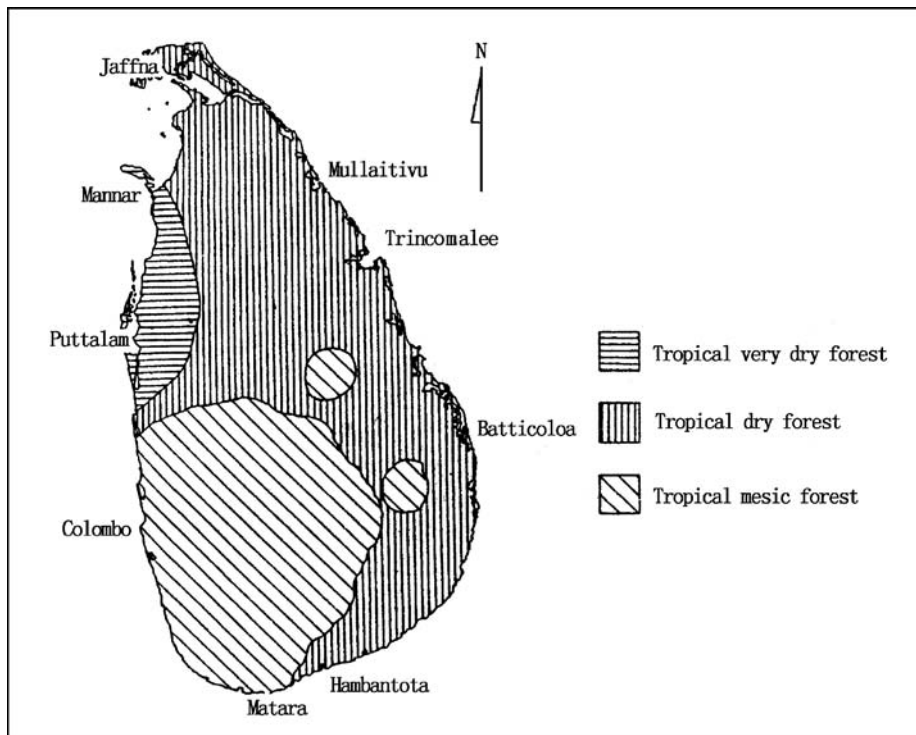 N
Jaffna
Mullaitivu
Mannar
Trincomalee
Puttalam
Tropical very dry forest
Tropical dry forest
Batticoloa
Tropical mesic forest
Colombo
Hambantota
Matara